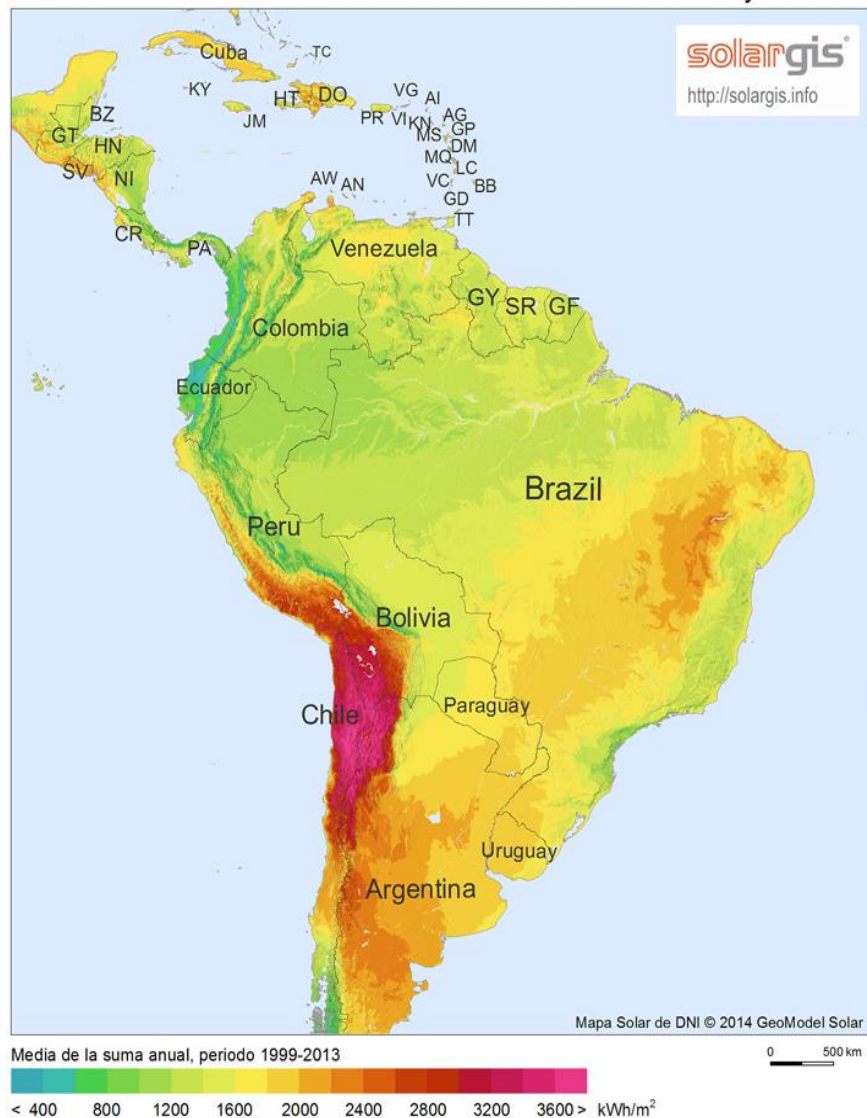 solargis
http://solargis.info
Cuba
TC
KY
HT
DO
JM
PR
VG
VI
AI
KN
AG
MS
GP
DM
MQ
LC
VC
BB
GD
TT
AW
AN
BZ
GT
HN
SV
NI
CR
PA
Venezuela
GY
SR
GF
Colombia
Ecuador
Brazil
Peru
Bolivia
Paraguay
Chile
Uruguay
Argentina
Mapa Solar de DNI © 2014 GeoModel Solar
Media de la suma anual, periodo 1999-2013
0 500 km
< 400 800 1200 1600 2000 2400 2800 3200 3600 > kWh/m²